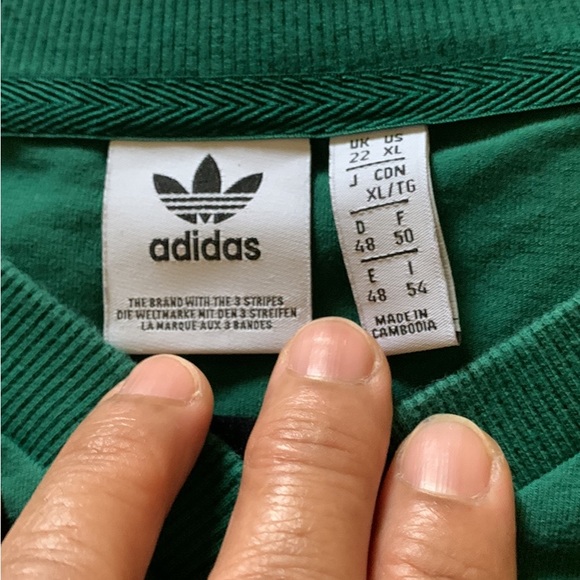 adidas
THE BRAND WITH THE 3 STRIPES
DIE WELTMARKE MIT DEN 3 STREIFEN
LA MARQUE AUX 3 BANDES
UK US
22 XL
J CDN
XL/TG
D F
48 50
E I
48 54
MADE IN
CAMBODIA